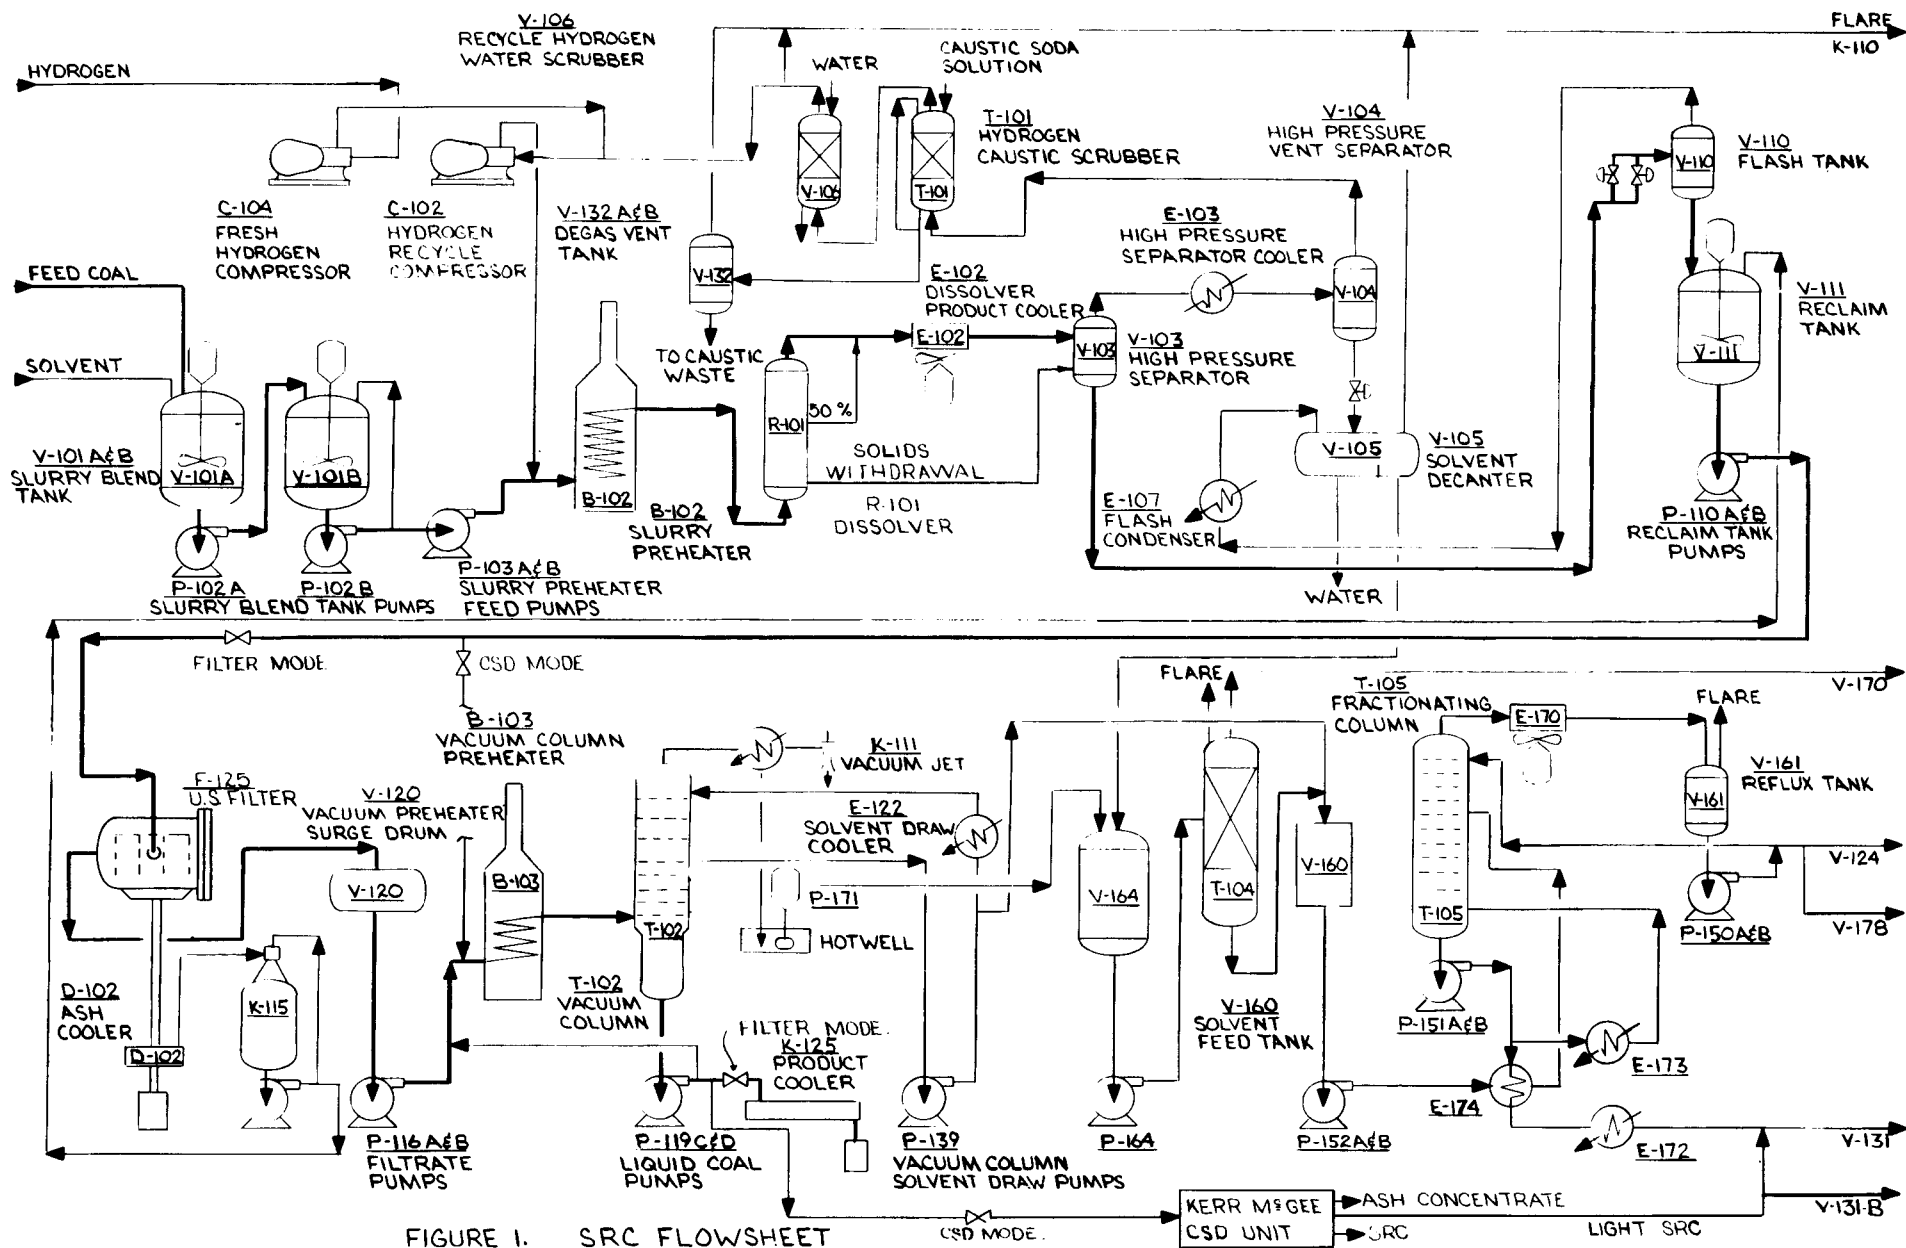 V-106
RECYCLE HYDROGEN
WATER SCRUBBER
FLARE
K-110
HYDROGEN
WATER
CAUSTIC SODA
SOLUTION
V-106
T-101
T-101
HYDROGEN
CAUSTIC SCRUBBER
V-104
HIGH PRESSURE
VENT SEPARATOR
V-110
V-110
FLASH TANK
C-104
FRESH
HYDROGEN
COMPRESSOR
C-102
HYDROGEN
RECYCLE
COMPRESSOR
V-132 A&B
DEGAS VENT
TANK
V-132
E-103
HIGH PRESSURE
SEPARATOR COOLER
V-104
FEED COAL
E-102
DISSOLVER
PRODUCT COOLER
E-102
V-103
V-103
HIGH PRESSURE
SEPARATOR
V-111
RECLAIM
TANK
V-111
SOLVENT
TO CAUSTIC
WASTE
R-101
50%
SOLIDS
WITHDRAWAL
R-101
DISSOLVER
V-105
V-105
SOLVENT
DECANTER
V-101 A&B
SLURRY BLEND
TANK
V-101A
V-101B
B-102
B-102
SLURRY
PREHEATER
E-107
FLASH
CONDENSER
P-110 A&B
RECLAIM TANK
PUMPS
P-102A
P-102B
SLURRY BLEND TANK PUMPS
P-103 A&B
SLURRY PREHEATER
FEED PUMPS
WATER
FILTER MODE.
CSD MODE
FLARE
V-170
T-105
FRACTIONATING
COLUMN
FLARE
E-170
B-103
VACUUM COLUMN
PREHEATER
K-111
VACUUM JET
V-161
REFLUX TANK
V-161
F-125
U.S. FILTER
V-120
VACUUM PREHEATER
SURGE DRUM
E-122
SOLVENT DRAW
COOLER
V-160
V-124
V-120
B-103
P-171
V-164
T-104
T-105
T-102
HOTWELL
P-150 A&B
V-178
D-102
ASH
COOLER
D-102
K-115
T-102
VACUUM
COLUMN
V-160
SOLVENT
FEED TANK
P-151 A&B
E-173
FILTER MODE.
K-125
PRODUCT
COOLER
E-174
P-116 A&B
FILTRATE
PUMPS
P-119 C&D
LIQUID COAL
PUMPS
P-139
VACUUM COLUMN
SOLVENT DRAW PUMPS
P-164
P-152 A&B
E-172
V-131
KERR McGEE
CSD UNIT
ASH CONCENTRATE
SRC
LIGHT SRC
V-131-B
CSD MODE.
FIGURE 1. SRC FLOWSHEET